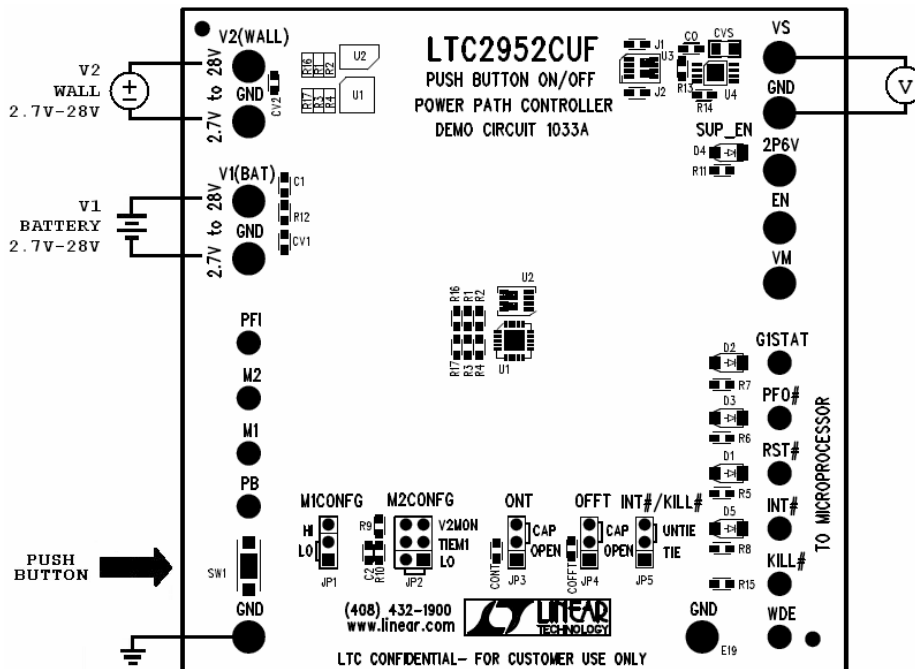 V2
WALL
2.7V-28V
2.7V to 28V
V2(WALL)
GND
CV2
R16
R1
R2
U2
R17
R3
R4
U1
LTC2952CUF
PUSH BUTTON ON/OFF
POWER PATH CONTROLLER
DEMO CIRCUIT 1033A
J1
U3
J2
CO
CVS
R13
U4
R14
VS
GND
V
SUP_EN
D4
R11
2P6V
EN
VM
V1
BATTERY
2.7V-28V
2.7V to 28V
V1(BAT)
GND
C1
R12
CV1
U2
R16
R1
R2
R17
R3
R4
U1
PFI
M2
M1
PB
D2
G1STAT
R7
D3
PFO#
R6
D1
RST#
R5
D5
INT#
R8
KILL#
R15
WDE
TO MICROPROCESSOR
M1CONFG
HI
LO
JP1
M2CONFG
R9
V2MON
TIEM1
LO
C2
R10
JP2
ONT
CAP
OPEN
CONT
JP3
OFFT
CAP
OPEN
COFFT
JP4
INT#/KILL#
UNTIE
TIE
JP5
PUSH
BUTTON
SW1
GND
(408) 432-1900
www.linear.com
LINEAR
TECHNOLOGY
GND
E19
LTC CONFIDENTIAL- FOR CUSTOMER USE ONLY